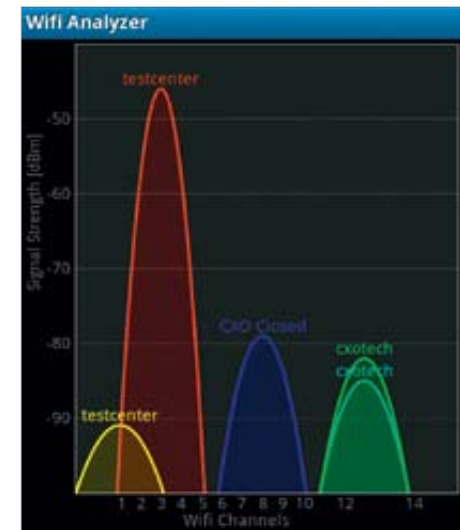 Wifi Analyzer
testcenter
-50
-60
-70
CXO Closed
-80
cxotech
cxotech
testcenter
-90
Signal Strength [dBm]
1 2 3 4 5 6 7 8 9 10 12 14
Wifi Channels